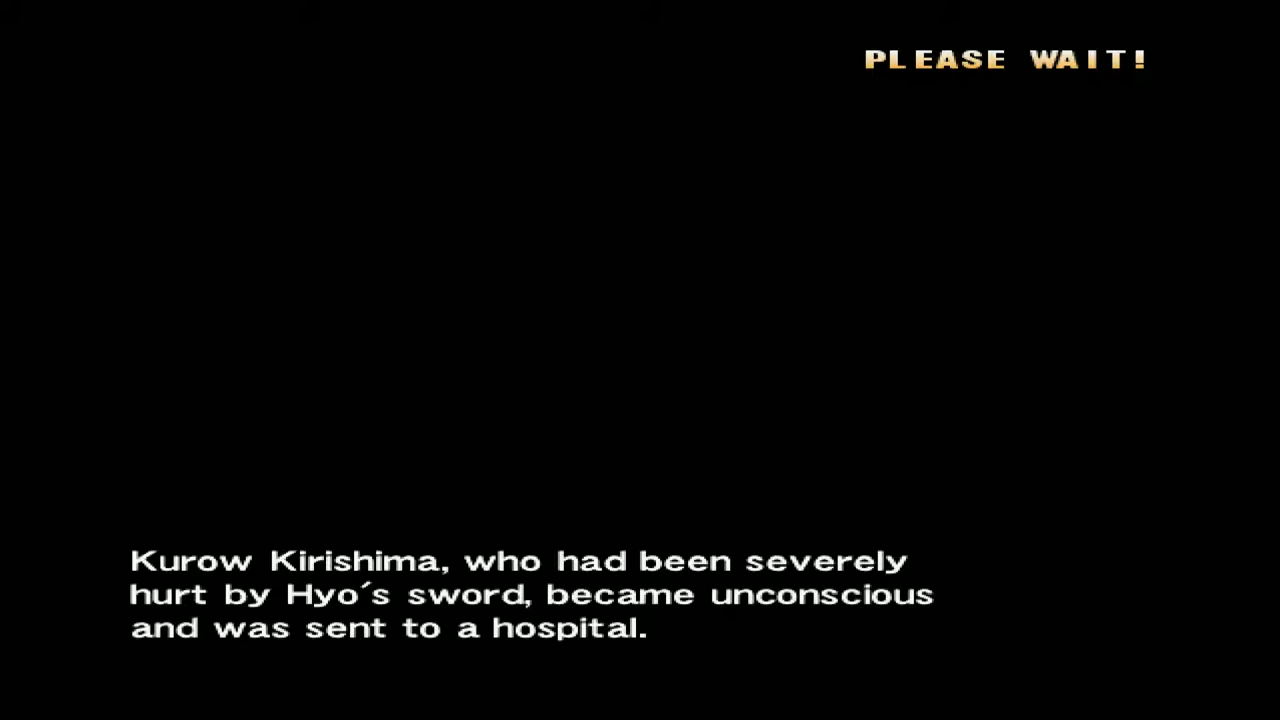 PLEASE WAIT!
Kurow Kirishima, who had been severely
hurt by Hyo´s sword, became unconscious
and was sent to a hospital.